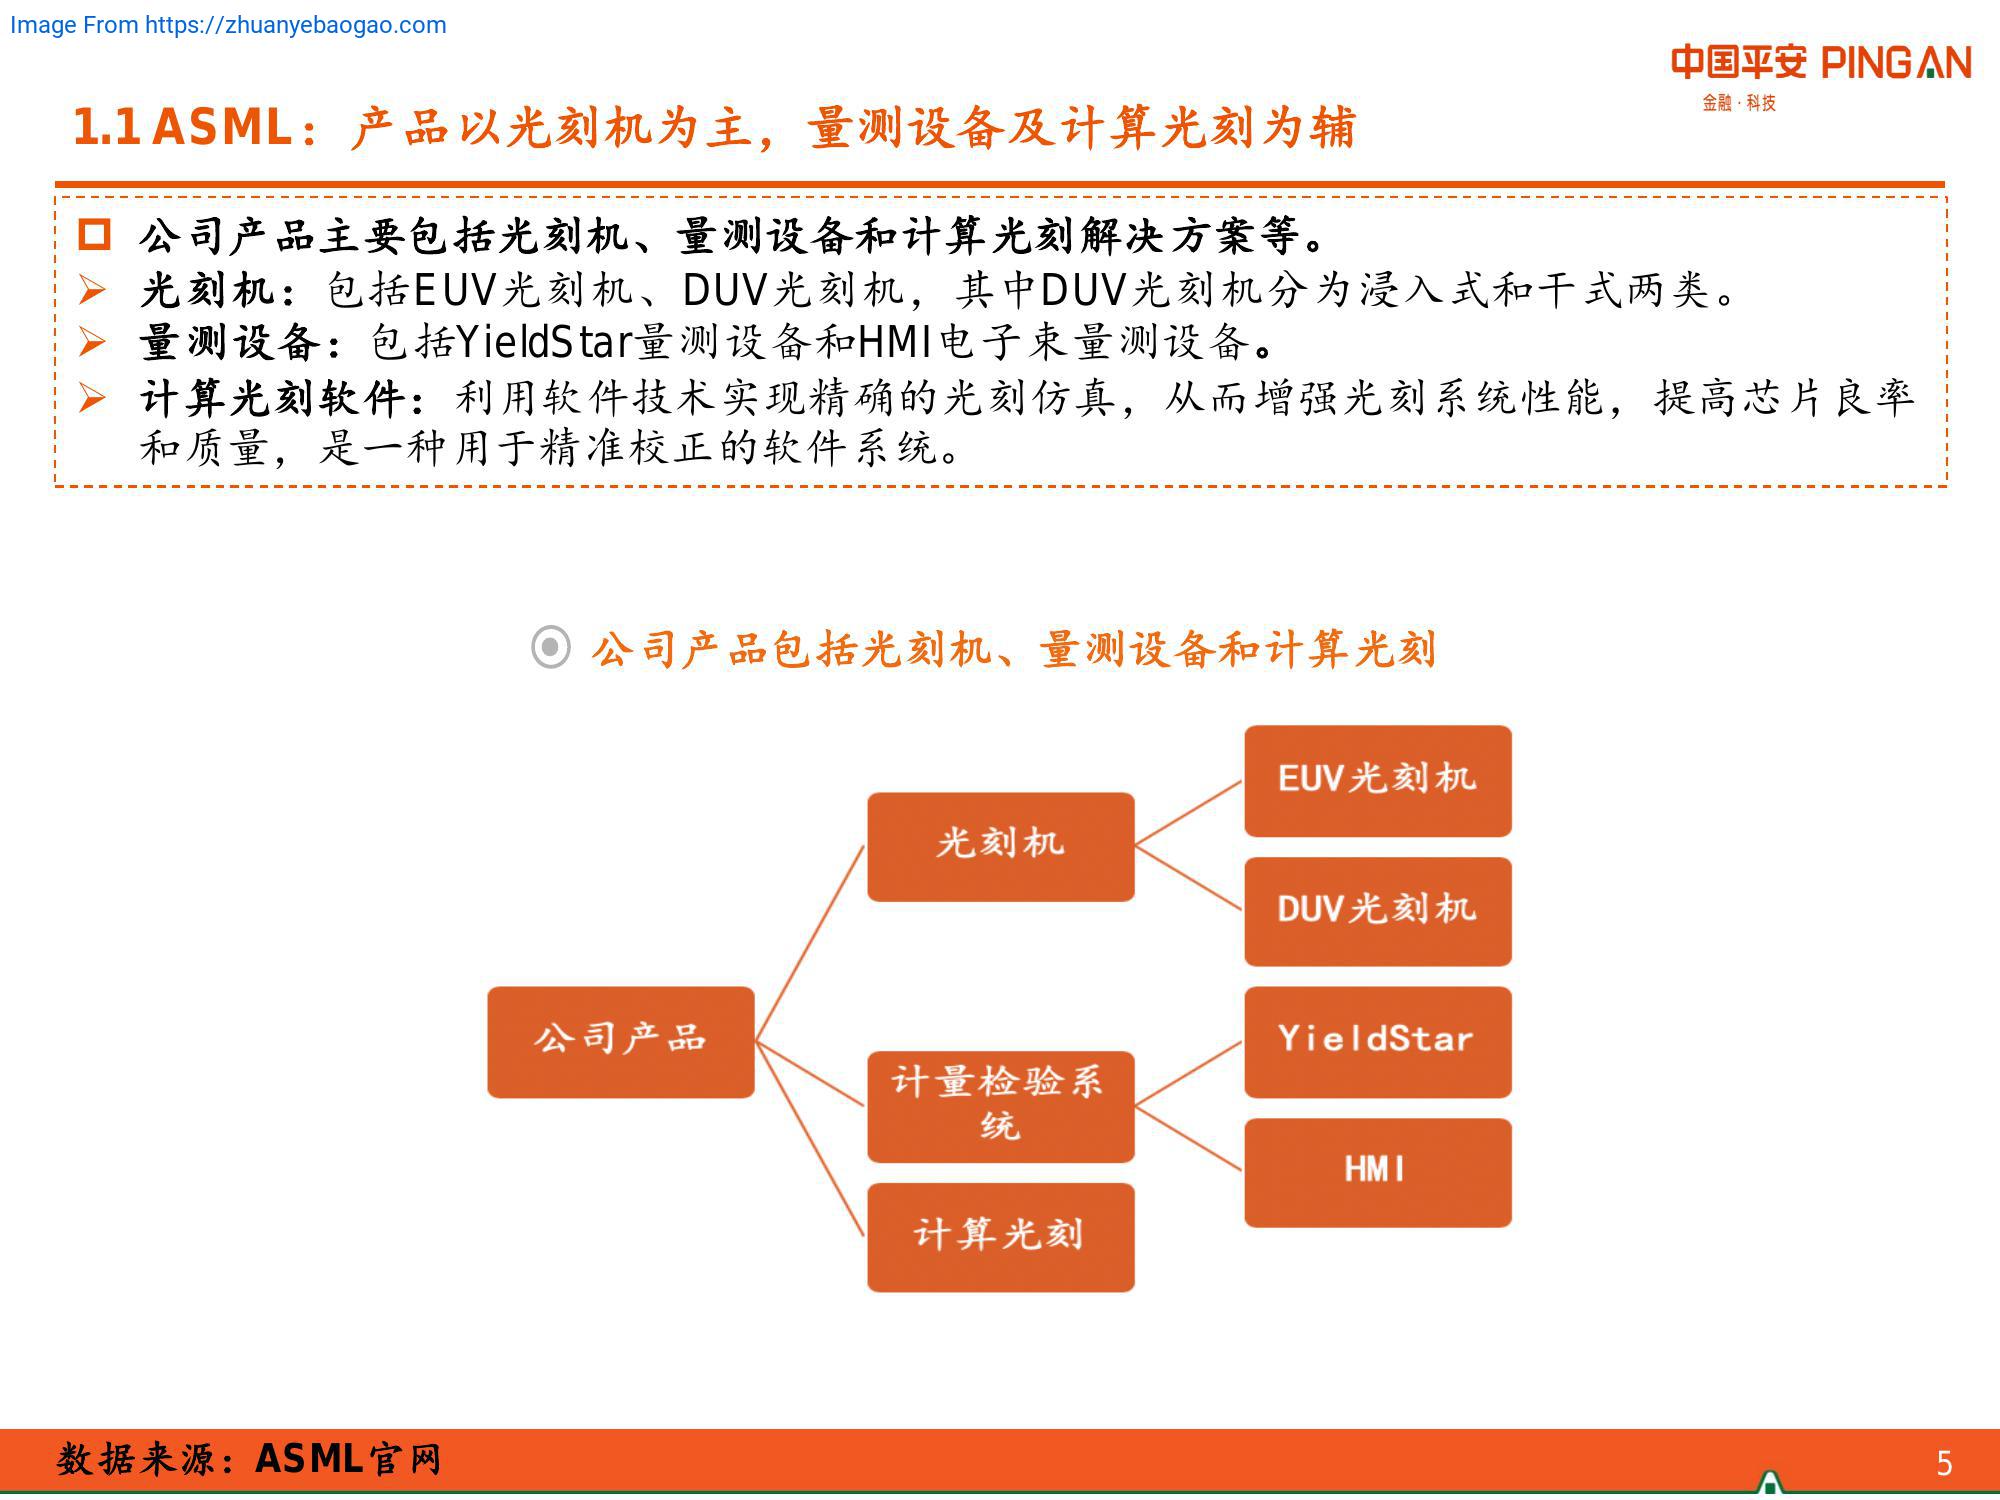 Image From https://zhuanyebaogao.com
中国平安 PINGAN
金融·科技
1.1 ASML：产品以光刻机为主，量测设备及计算光刻为辅
公司产品主要包括光刻机、量测设备和计算光刻解决方案等。
光刻机：包括EUV光刻机、DUV光刻机，其中DUV光刻机分为浸入式和干式两类。
量测设备：包括YieldStar量测设备和HMI电子束量测设备。
计算光刻软件：利用软件技术实现精确的光刻仿真，从而增强光刻系统性能，提高芯片良率
和质量，是一种用于精准校正的软件系统。
公司产品包括光刻机、量测设备和计算光刻
EUV光刻机
光刻机
DUV光刻机
公司产品
YieldStar
计量检验系
统
HMI
计算光刻
数据来源：ASML官网
5